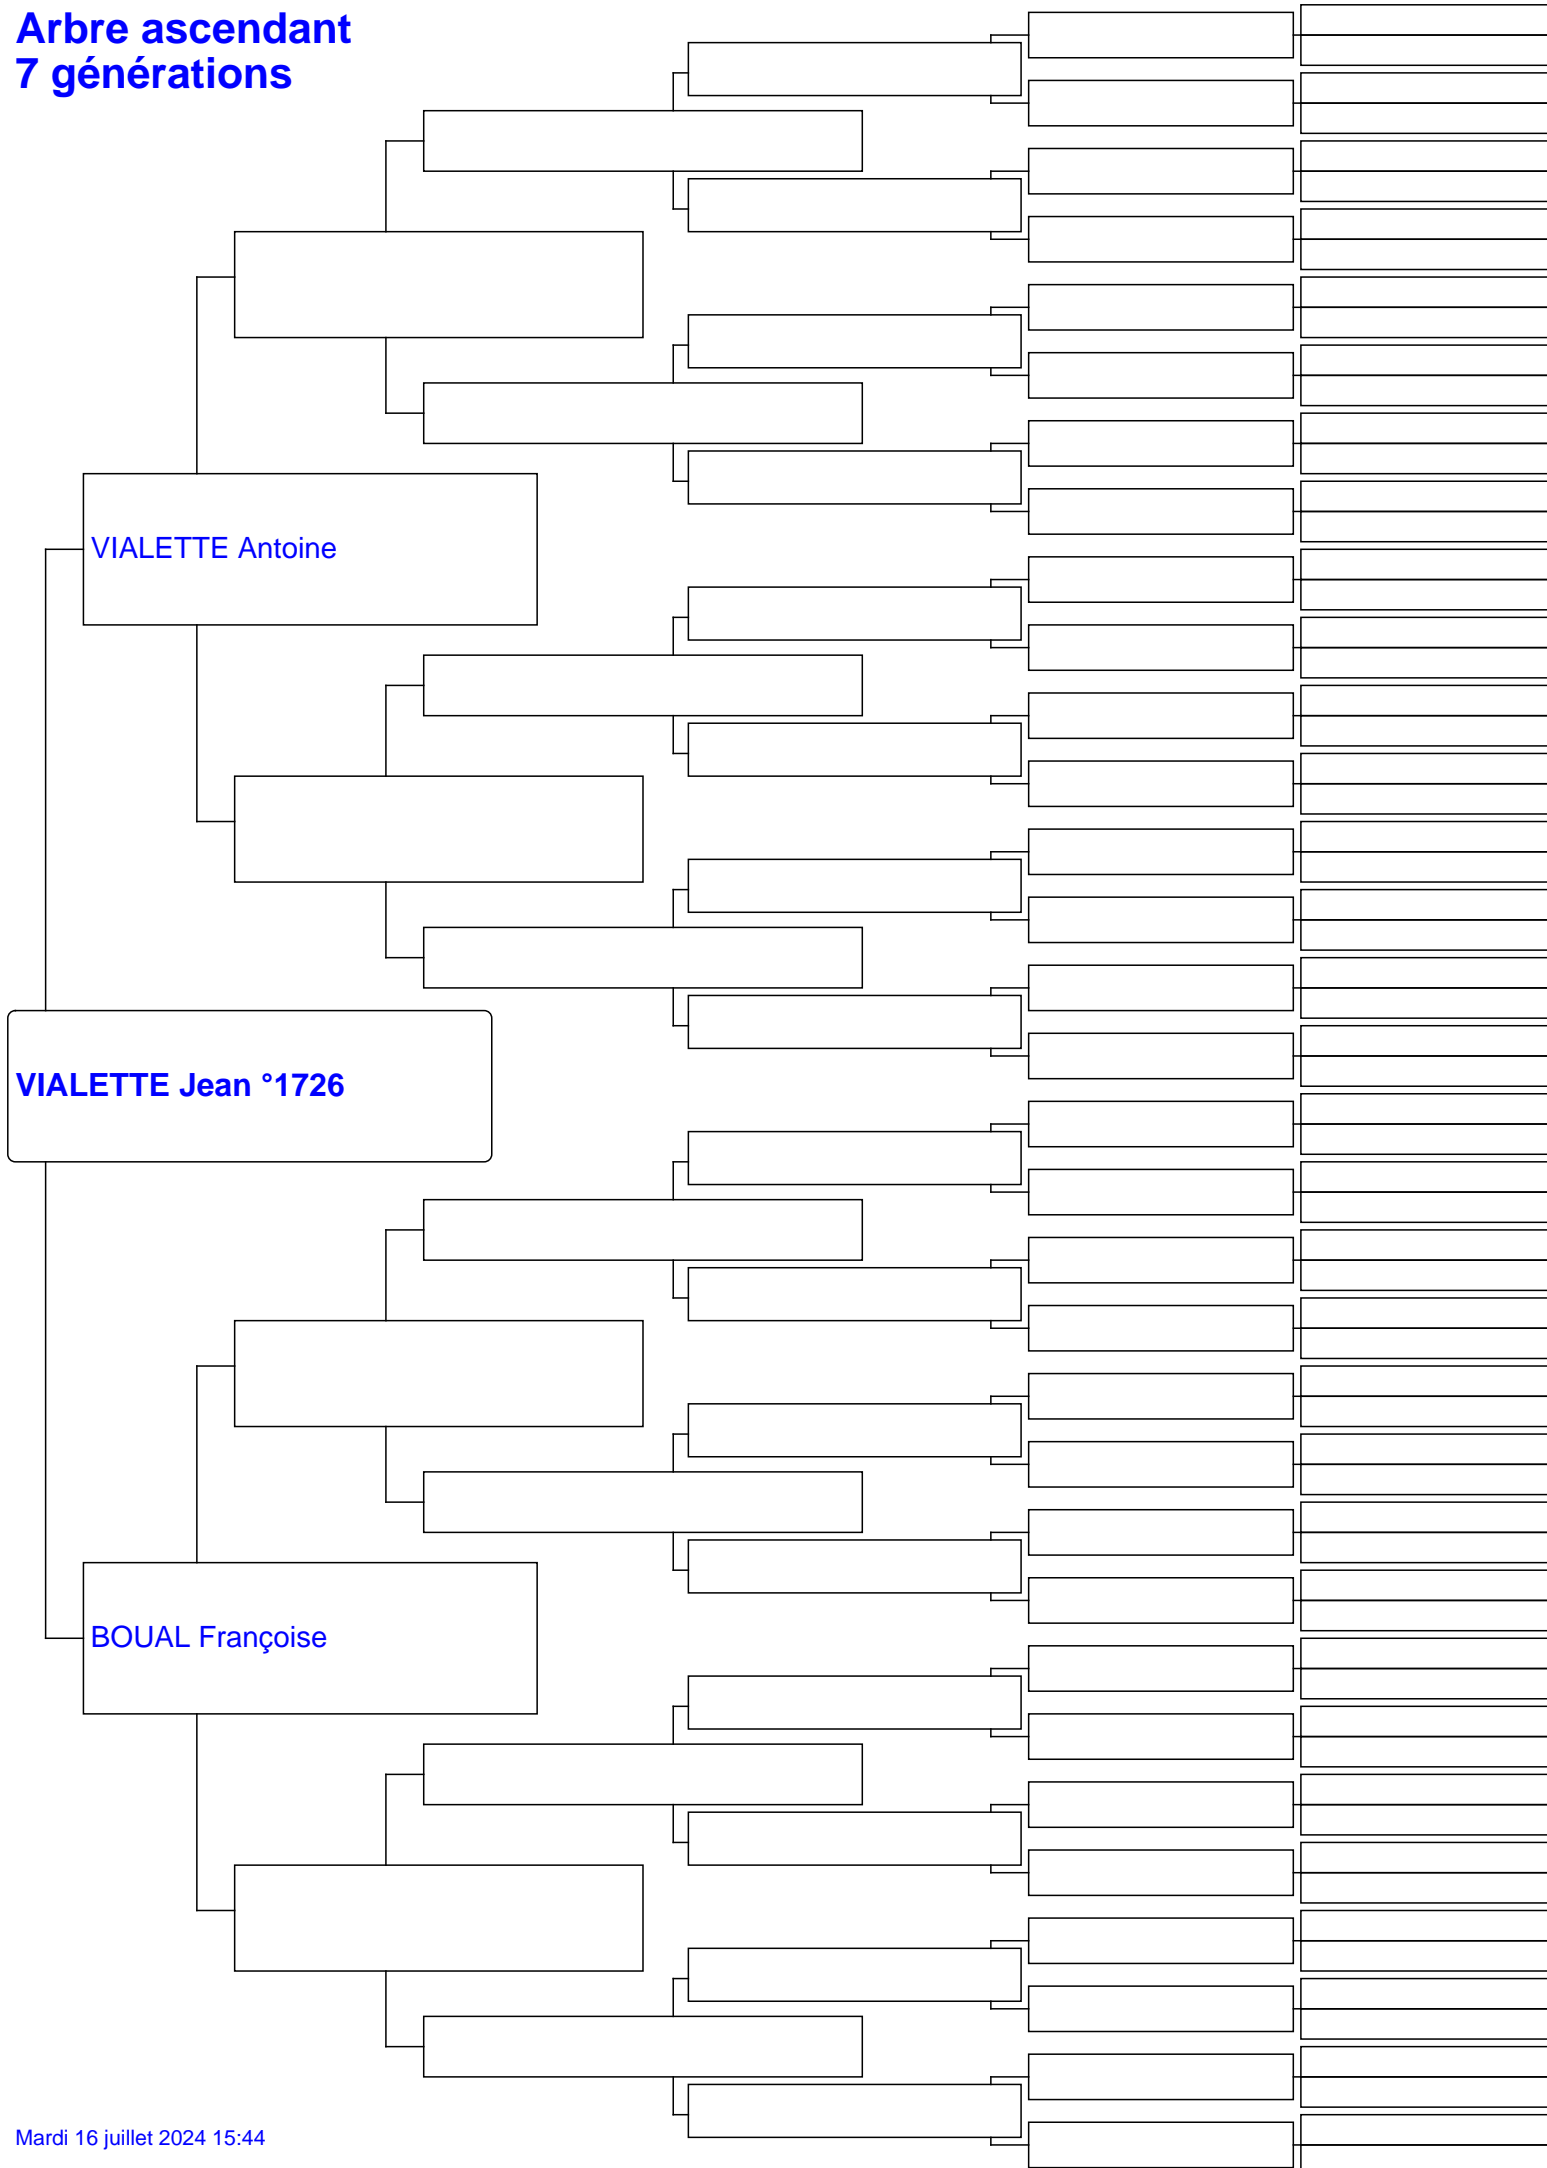 Arbre ascendant
7 générations
VIALETTE Antoine
VIALETTE Jean °1726
BOUAL Françoise
Mardi 16 juillet 2024 15:44